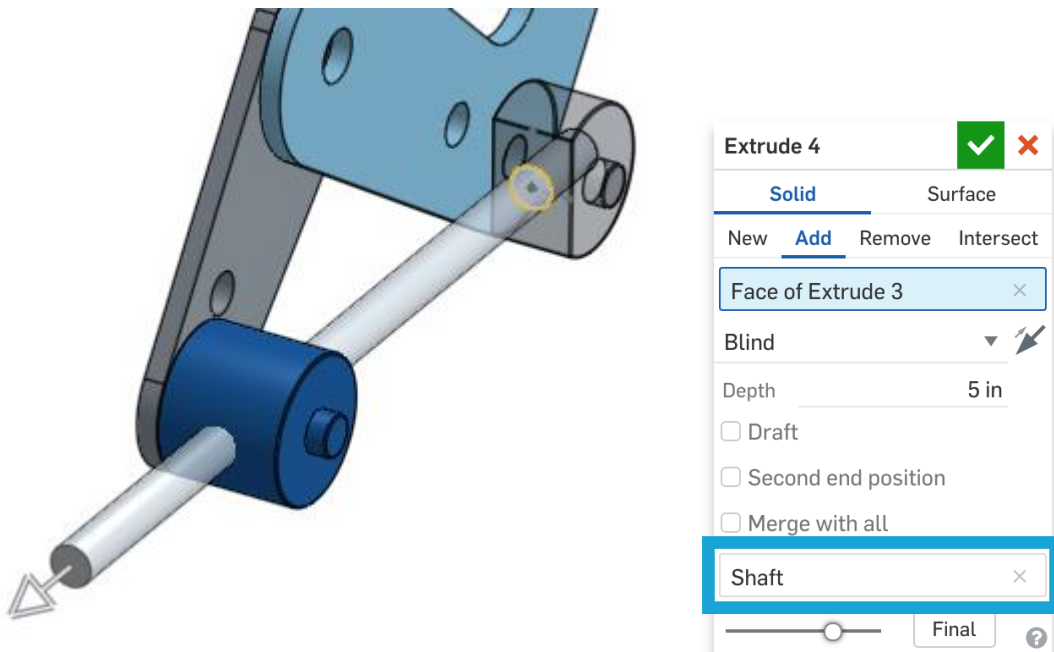 Extrude 4
Solid Surface
New Add Remove Intersect
Face of Extrude 3
Blind
Depth 5 in
Draft
Second end position
Merge with all
Shaft
Final